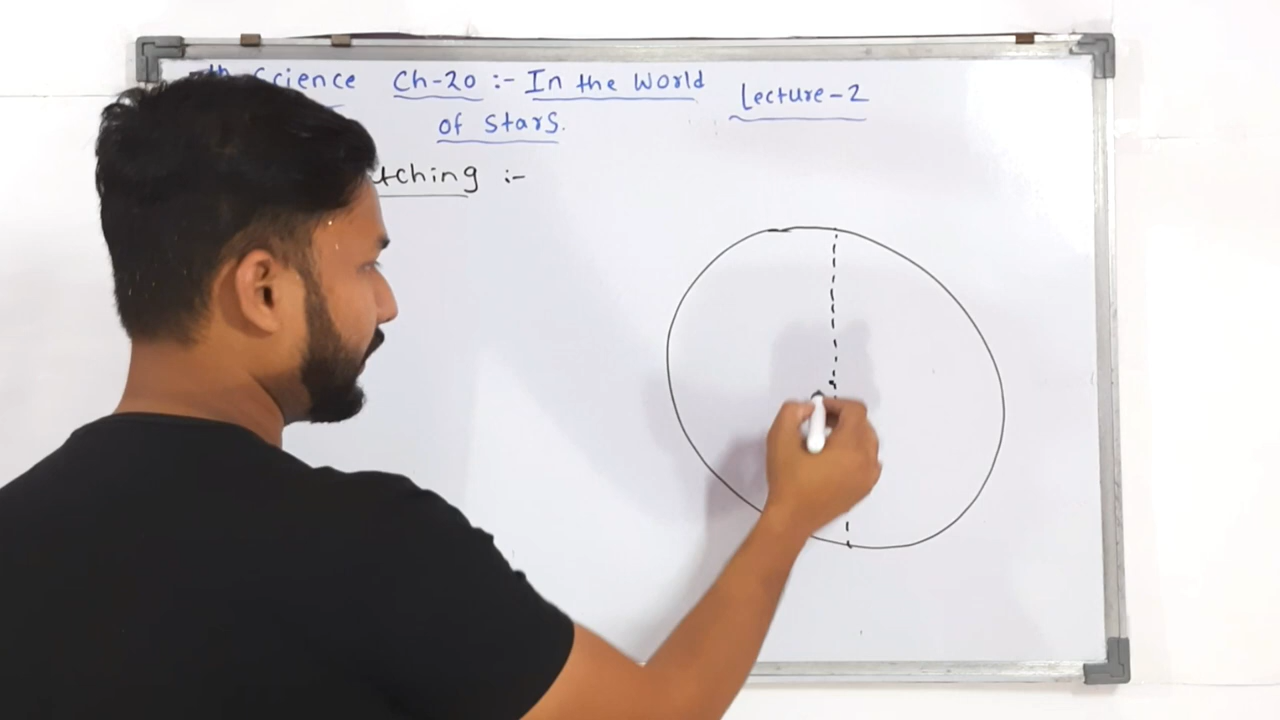 Science Ch-20 :- In the World Lecture-2
of stars.
tching :-